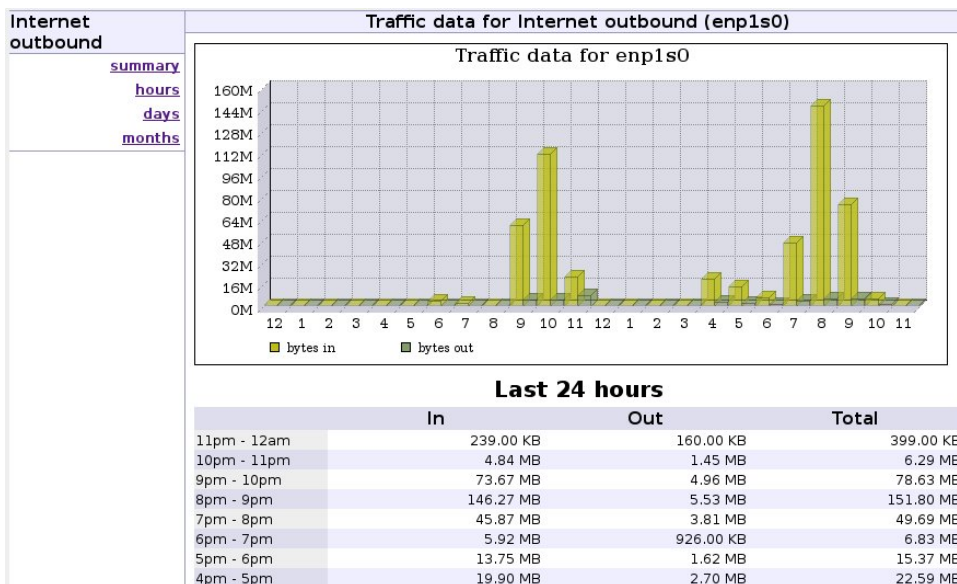 Internet
outbound
summary
hours
days
months
Traffic data for Internet outbound (enp1s0)
Traffic data for enp1s0
160M
144M
128M
112M
96M
80M
64M
48M
32M
16M
0M
12 1 2 3 4 5 6 7 8 9 10 11 12 1 2 3 4 5 6 7 8 9 10 11
bytes in bytes out
Last 24 hours
In Out Total
11pm - 12am 239.00 KB 160.00 KB 399.00 KB
10pm - 11pm 4.84 MB 1.45 MB 6.29 MB
9pm - 10pm 73.67 MB 4.96 MB 78.63 MB
8pm - 9pm 146.27 MB 5.53 MB 151.80 MB
7pm - 8pm 45.87 MB 3.81 MB 49.69 MB
6pm - 7pm 5.92 MB 926.00 KB 6.83 MB
5pm - 6pm 13.75 MB 1.62 MB 15.37 MB
4pm - 5pm 19.90 MB 2.70 MB 22.59 MB